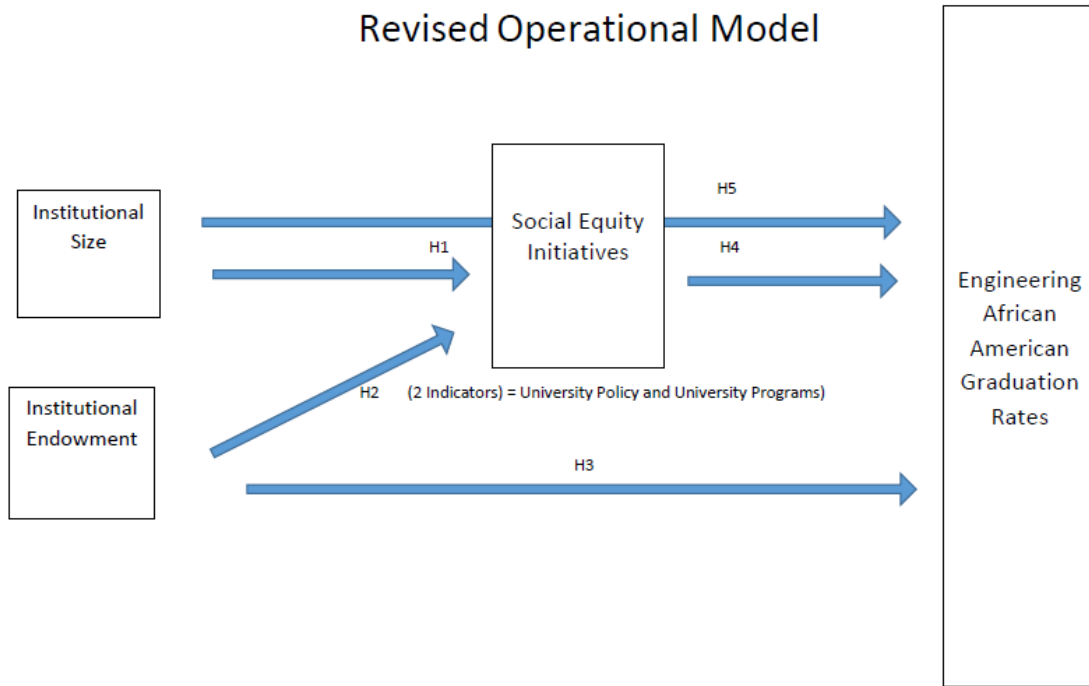 Revised Operational Model
Institutional
Size
Social Equity
Initiatives
H5
H1
H4
Engineering
African
American
Graduation
Rates
Institutional
Endowment
H2 (2 Indicators) = University Policy and University Programs)
H3